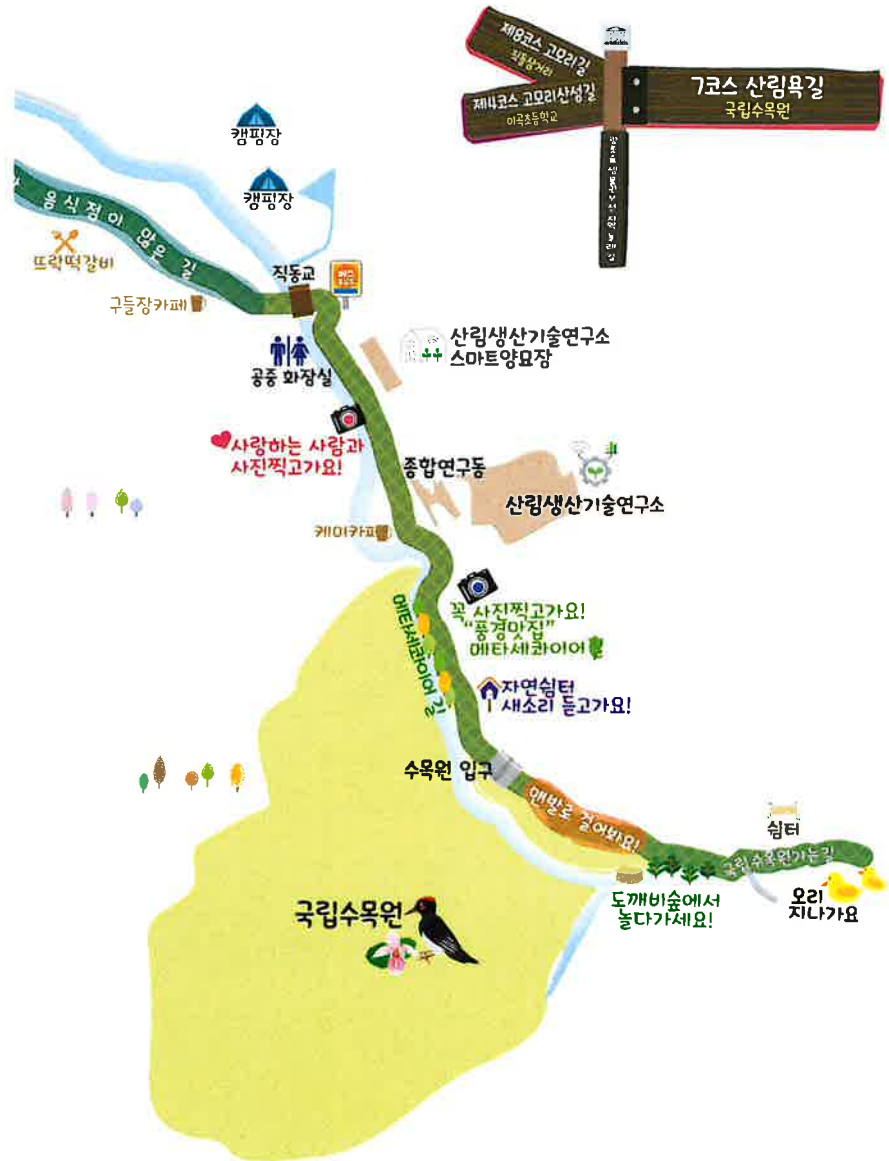 제8코스 고모리길
직동삼거리
제4코스 고모리산성길
이곡초등학교
7코스 산림욕길
국립수목원
캠핑장
캠핑장
음식점이 많은 길
뜨락떡갈비
직동교
구들장카페
공중 화장실
산림생산기술연구소
스마트양묘장
사랑하는 사람과
사진찍고가요!
종합연구동
산림생산기술연구소
케이카페
꼭 사진찍고가요!
"풍경맛집"
메타세콰이어
메타세콰이어 길
자연쉼터
새소리 듣고가요!
수목원 입구
맨발로 걸어봐요!
쉼터
국립수목원가는길
도깨비숲에서
놀다가세요!
오리
지나가요
국립수목원